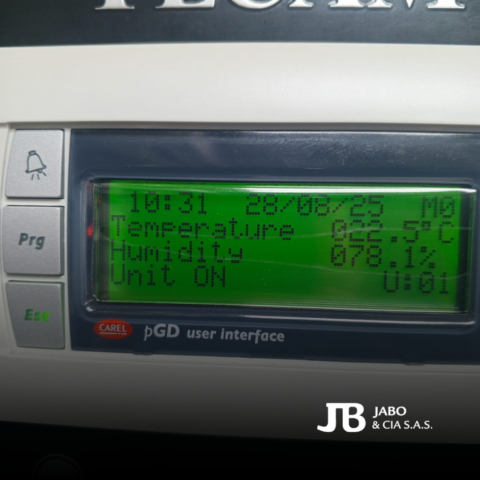 10:31 28/08/25 M0
Temperature 022.5°C
Humidity 078.1%
Unit ON U:01
Prg
Esc
CAREL pGD user interface
JB JABO
& CIA S.A.S.